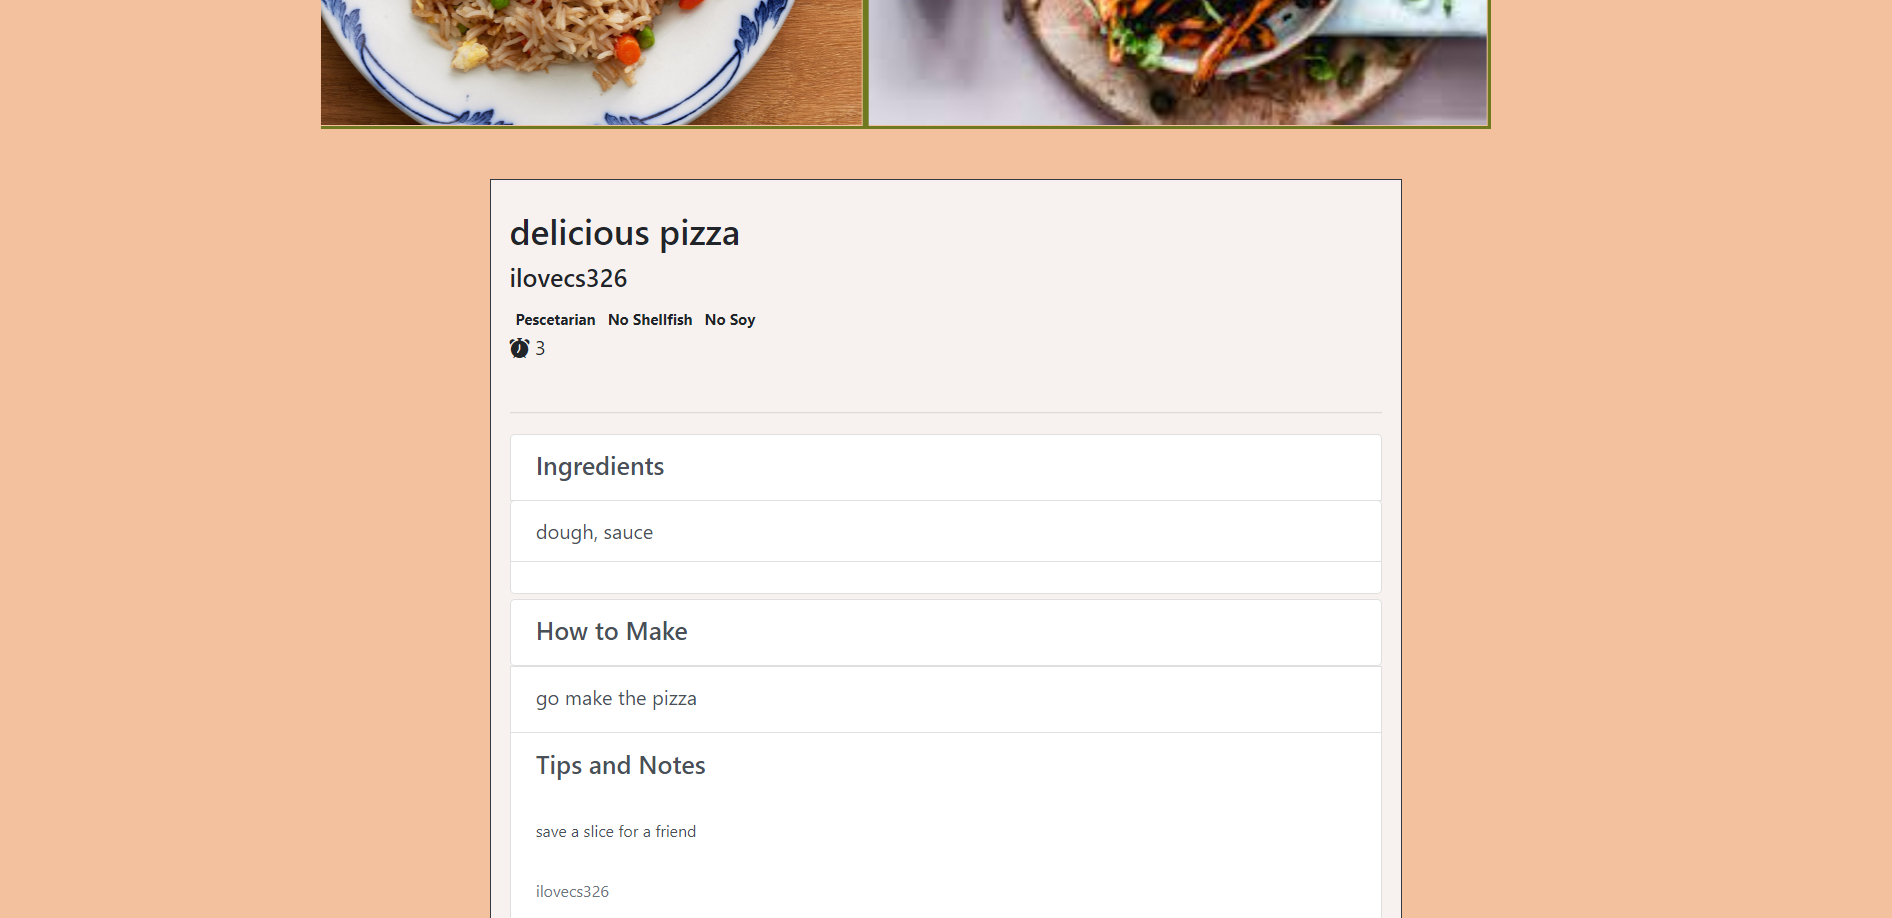 delicious pizza
ilovecs326
Pescetarian No Shellfish No Soy
3
Ingredients
dough, sauce
How to Make
go make the pizza
Tips and Notes
save a slice for a friend
ilovecs326